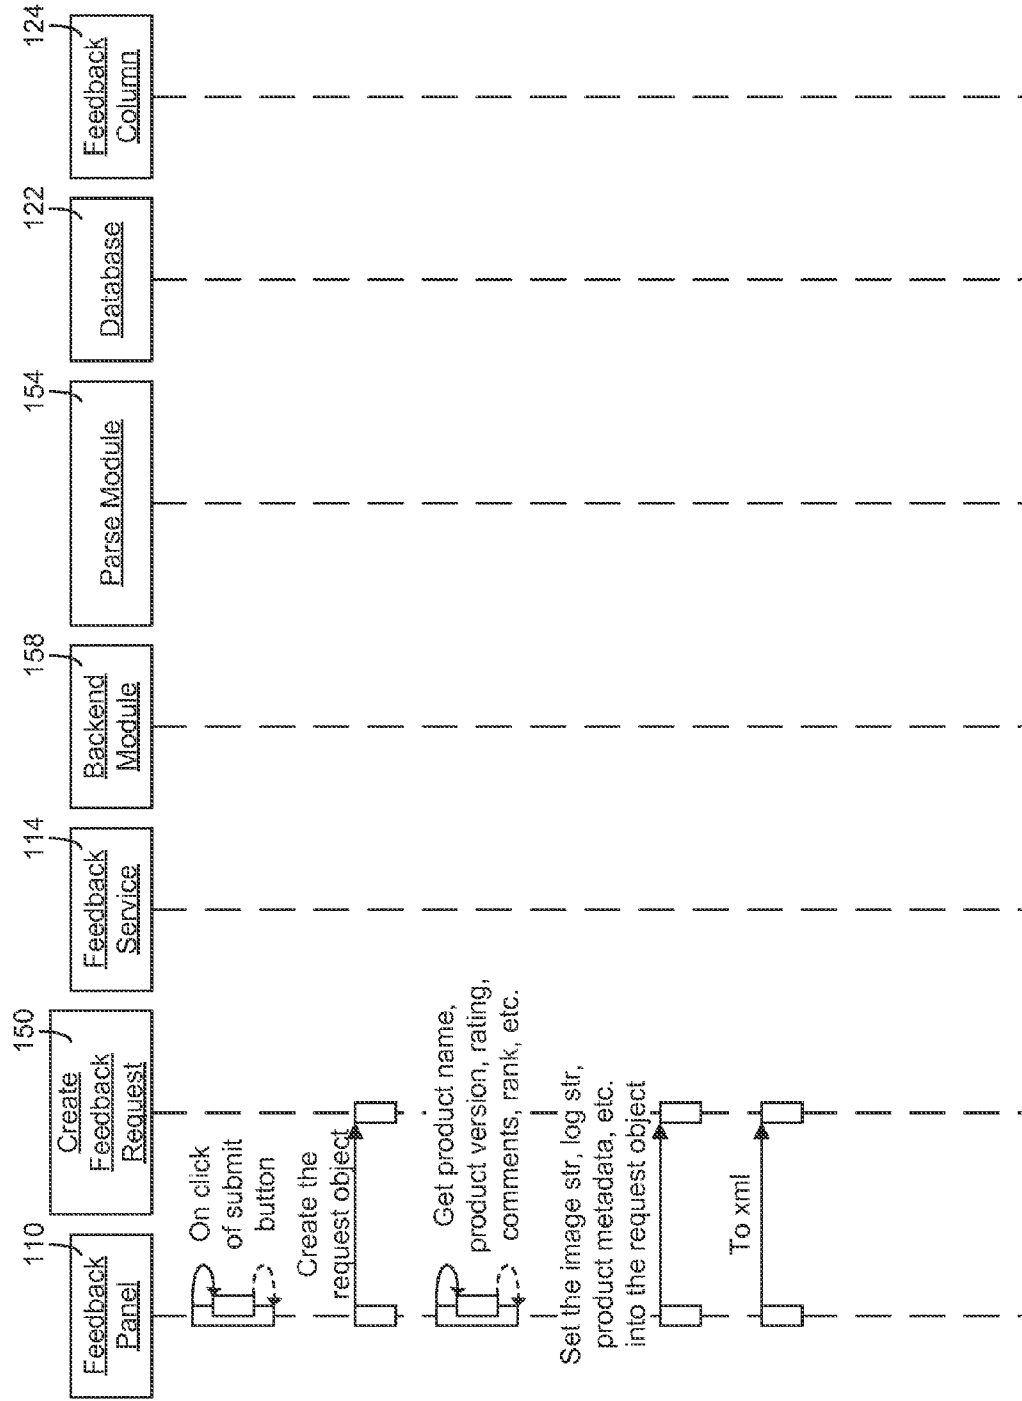 110
Feedback
Panel
150
Create
Feedback
Request
114
Feedback
Service
158
Backend
Module
154
Parse Module
122
Database
124
Feedback
Column
On click
of submit
button
Create the
request object
Get product name,
product version, rating,
comments, rank, etc.
Set the image str, log str,
product metadata, etc.
into the request object
To xml